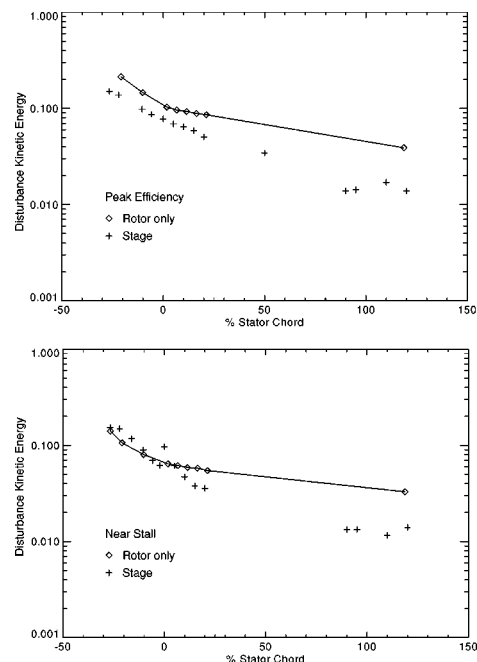 1.000
0.100
0.010
0.001
Disturbance Kinetic Energy
Peak Efficiency
Rotor only
Stage
-50
0
50
100
150
% Stator Chord
1.000
0.100
0.010
0.001
Disturbance Kinetic Energy
Near Stall
Rotor only
Stage
-50
0
50
100
150
% Stator Chord